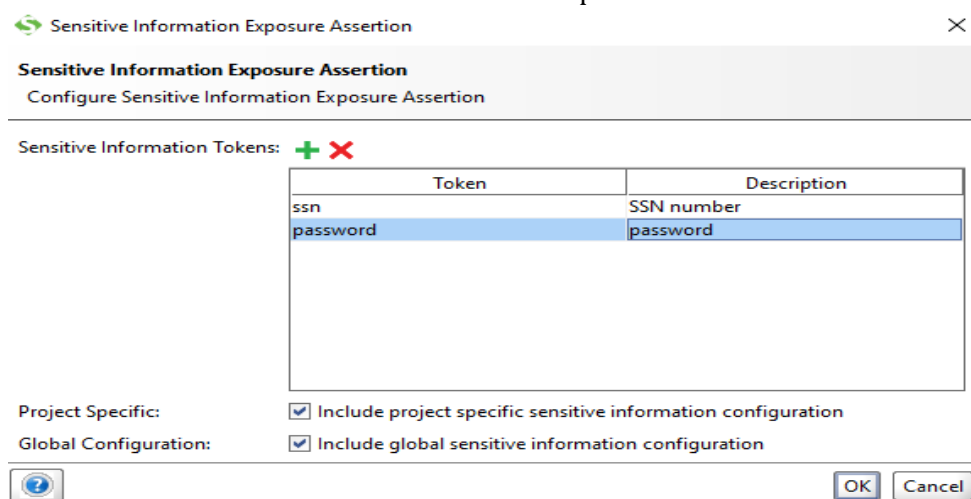 Sensitive Information Exposure Assertion
Sensitive Information Exposure Assertion
Configure Sensitive Information Exposure Assertion
Sensitive Information Tokens:
Token Description
ssn SSN number
password password
Project Specific: Include project specific sensitive information configuration
Global Configuration: Include global sensitive information configuration
? OK Cancel